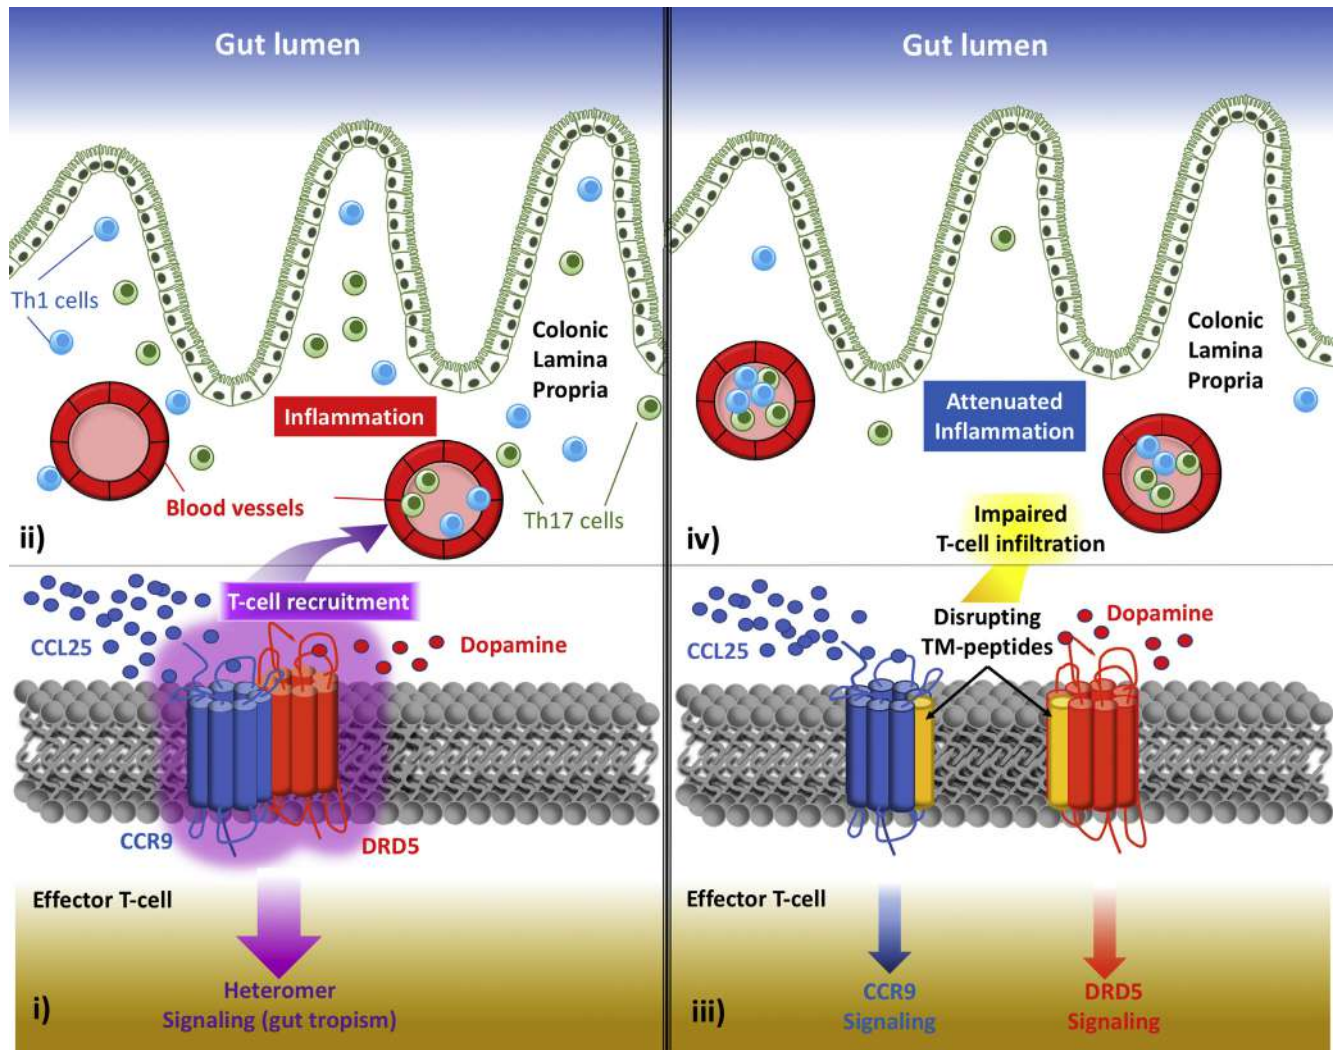 Gut lumen
Th1 cells
Colonic
Lamina
Propria
Inflammation
Blood vessels
Th17 cells
ii)
T-cell recruitment
CCL25
Dopamine
CCR9
DRD5
Effector T-cell
Heteromer
Signaling (gut tropism)
i)
Gut lumen
Colonic
Lamina
Propria
Attenuated
Inflammation
Impaired
T-cell infiltration
iv)
Disrupting
TM-peptides
Dopamine
CCL25
Effector T-cell
CCR9
Signaling
DRD5
Signaling
iii)